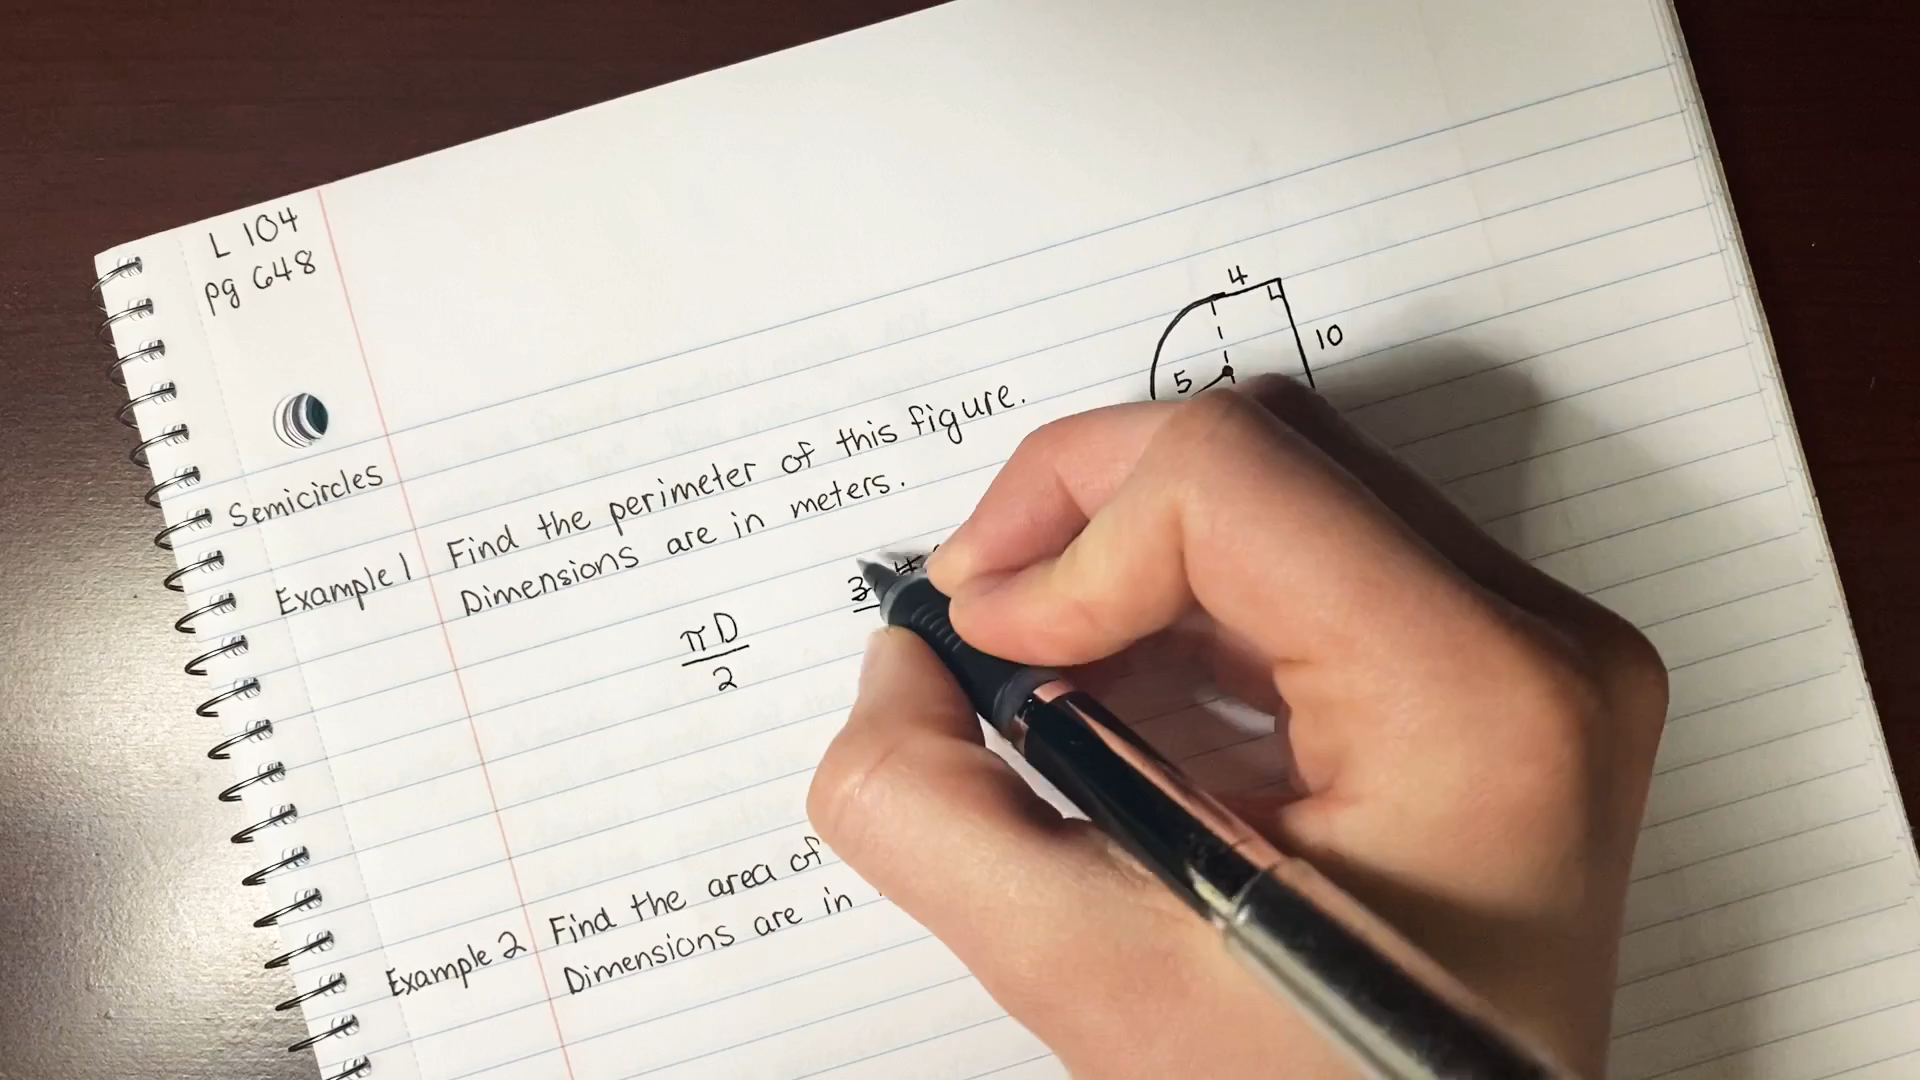 L 104
pg 648
4
10
5
Semicircles
Example 1 Find the perimeter of this figure.
Dimensions are in meters.
πD
2
3
Example 2 Find the area of
Dimensions are in